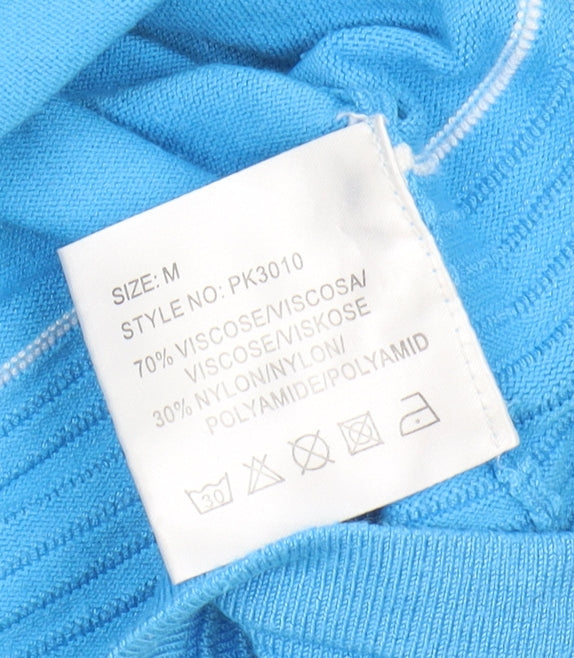 SIZE: M
STYLE NO: PK3010
70% VISCOSE/VISCOSA/
VISCOSE/VISKOSE
30% NYLON/NYLON/
POLYAMIDE/POLYAMID
30